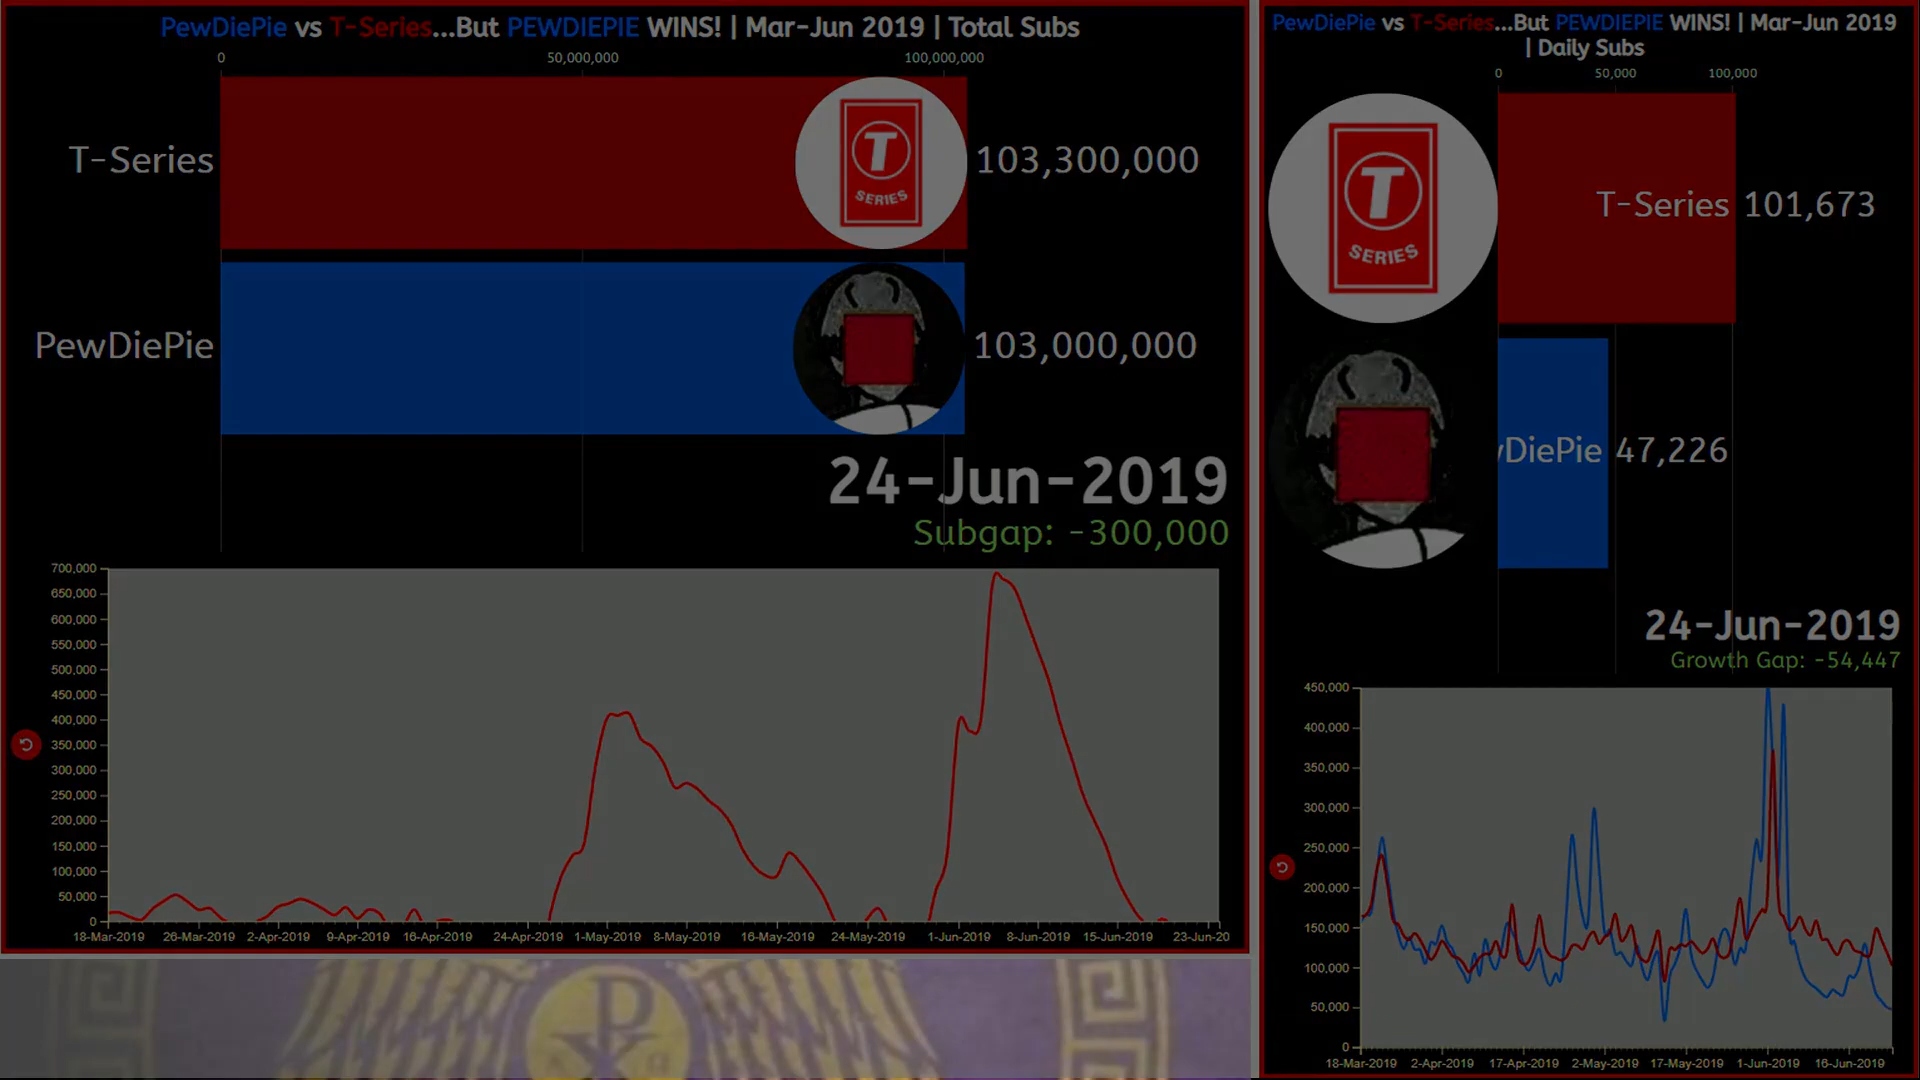 PewDiePie vs T-Series...But PEWDIEPIE WINS! | Mar-Jun 2019 | Total Subs
0 50,000,000 100,000,000
T-Series
T
SERIES
103,300,000
PewDiePie
103,000,000
24-Jun-2019
Subgap: -300,000
700,000
650,000
600,000
550,000
500,000
450,000
400,000
350,000
300,000
250,000
200,000
150,000
100,000
50,000
0
18-Mar-2019 26-Mar-2019 2-Apr-2019 9-Apr-2019 16-Apr-2019 24-Apr-2019 1-May-2019 8-May-2019 16-May-2019 24-May-2019 1-Jun-2019 8-Jun-2019 15-Jun-2019 23-Jun-20
PewDiePie vs T-Series...But PEWDIEPIE WINS! | Mar-Jun 2019
| Daily Subs
0 50,000 100,000
T
SERIES
T-Series 101,673
wDiePie 47,226
24-Jun-2019
Growth Gap: -54,447
450,000
400,000
350,000
300,000
250,000
200,000
150,000
100,000
50,000
0
18-Mar-2019 2-Apr-2019 17-Apr-2019 2-May-2019 17-May-2019 1-Jun-2019 16-Jun-2019